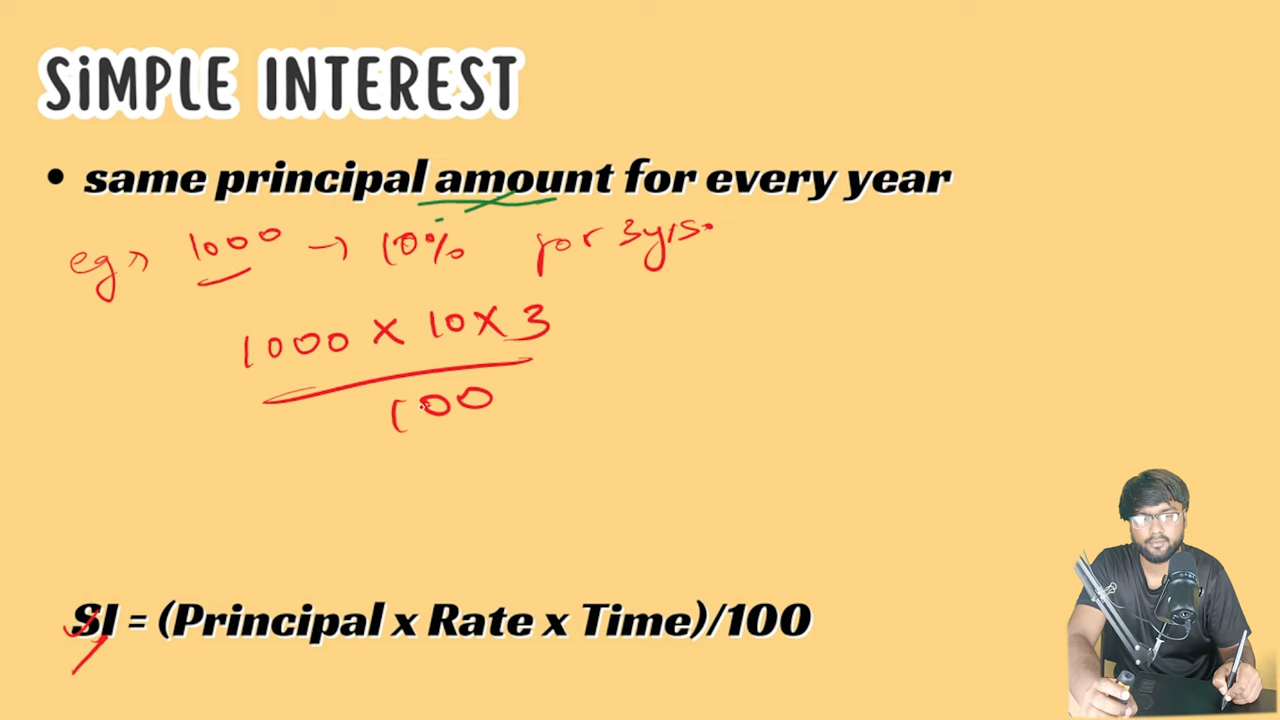 SiMPLE INTEREST
• same principal amount for every year
eg> 1000 → 10% for 3yrs.
1000 X 10 X 3
100
SI = (Principal x Rate x Time)/100